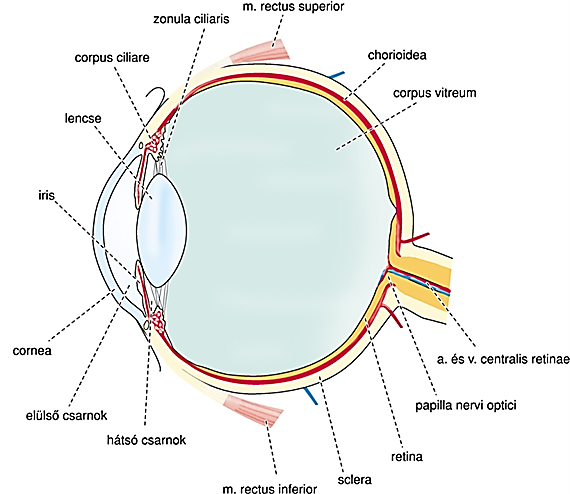 m. rectus superior
zonula ciliaris
corpus ciliare
chorioidea
corpus vitreum
lencse
iris
cornea
a. és v. centralis retinae
elülső csarnok
papilla nervi optici
hátsó csarnok
retina
sclera
m. rectus inferior